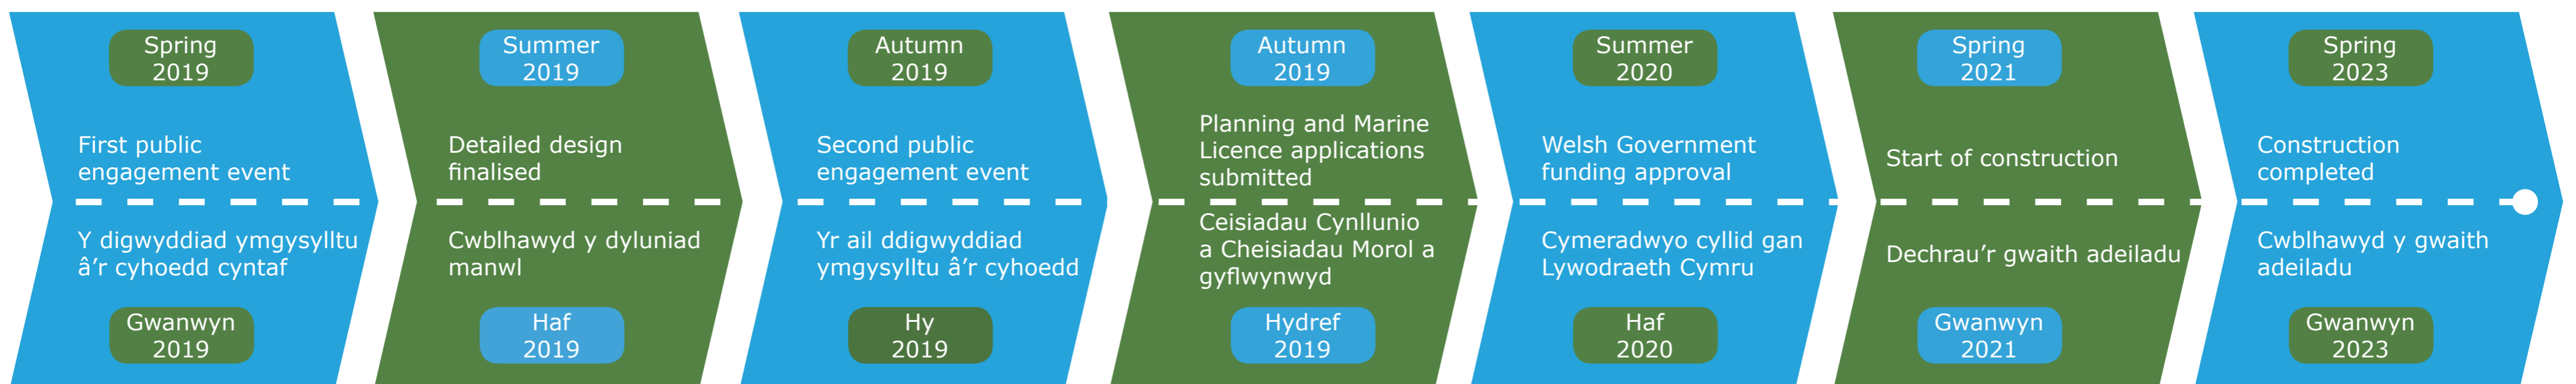 Spring
2019
First public
engagement event
Y digwyddiad ymgysylltu
â’r cyhoedd cyntaf
Gwanwyn
2019
Summer
2019
Detailed design
finalised
Cwblhawyd y dyluniad
manwl
Haf
2019
Autumn
2019
Second public
engagement event
Yr ail ddigwyddiad
ymgysylltu â’r cyhoedd
Hy
2019
Autumn
2019
Planning and Marine
Licence applications
submitted
Ceisiadau Cynllunio
a Cheisiadau Morol a
gyflwynwyd
Hydref
2019
Summer
2020
Welsh Government
funding approval
Cymeradwyo cyllid gan
Lywodraeth Cymru
Haf
2020
Spring
2021
Start of construction
Dechrau’r gwaith adeiladu
Gwanwyn
2021
Spring
2023
Construction
completed
Cwblhawyd y gwaith
adeiladu
Gwanwyn
2023